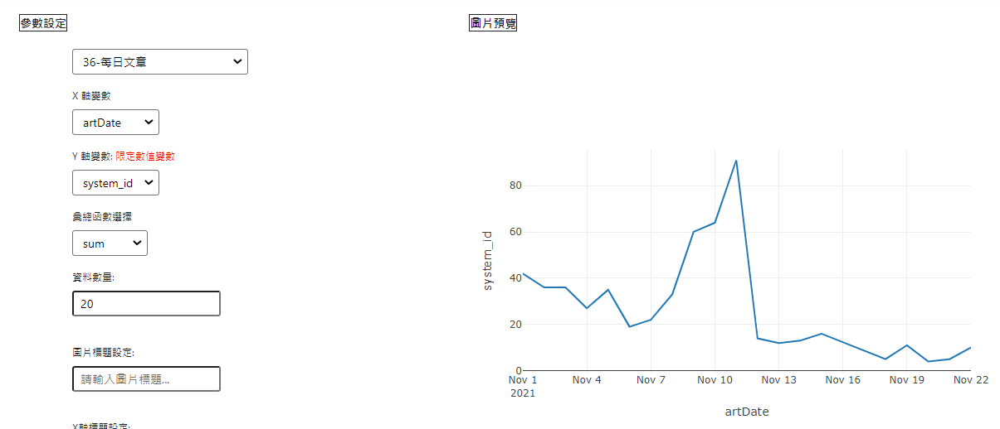 參數設定
36-每日文章
X 軸變數
artDate
Y 軸變數: 限定數值變數
system_id
彙總函數選擇
sum
資料數量:
20
圖片標題設定:
請輸入圖片標題...
X軸標題設定:
圖片預覽
80
60
40
20
0
system_id
Nov 1
2021
Nov 4
Nov 7
Nov 10
Nov 13
Nov 16
Nov 19
Nov 22
artDate